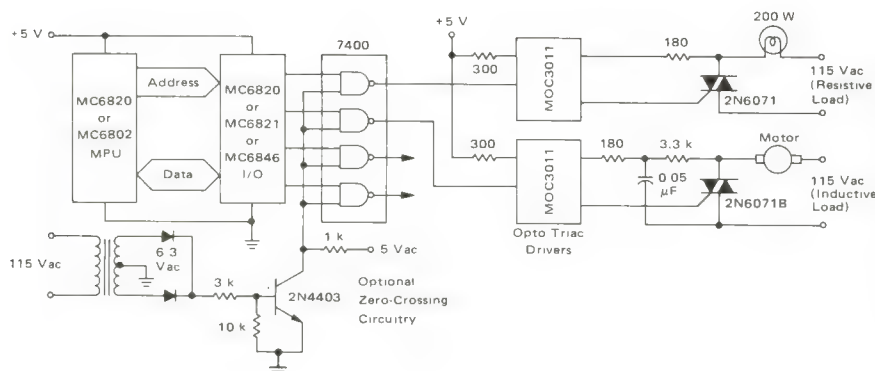 +5 V
MC6820
or
MC6802
MPU
Address
Data
MC6820
or
MC6821
or
MC6846
I/O
7400
+5 V
300
MOC3011
180
200 W
2N6071
115 Vac
(Resistive
Load)
300
MOC3011
Opto Triac
Drivers
180
3.3 k
0 05
μF
Motor
2N6071B
115 Vac
(Inductive
Load)
115 Vac
6 3
Vac
3 k
10 k
1 k
5 Vac
2N4403
Optional
Zero-Crossing
Circuitry